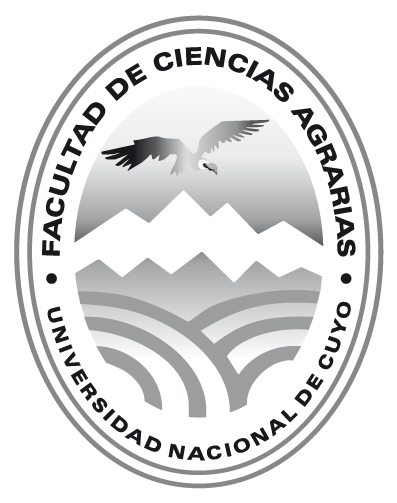 FACULTAD DE CIENCIAS AGRARIAS
UNIVERSIDAD NACIONAL DE CUYO